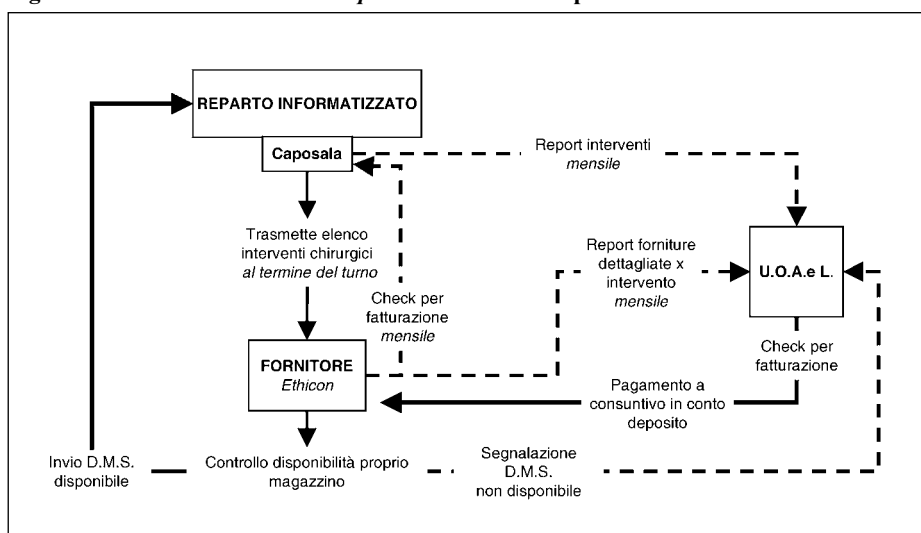 REPARTO INFORMATIZZATO
Caposala
Report interventi
mensile
Trasmette elenco
interventi chirurgici
al termine del turno
Report forniture
dettagliate x
intervento
mensile
U.O.A.e L.
Check per
fatturazione
mensile
FORNITORE
Ethicon
Check per
fatturazione
Pagamento a
consuntivo in conto
deposito
Invio D.M.S.
disponibile
Controllo disponibilità proprio
magazzino
Segnalazione
D.M.S.
non disponibile